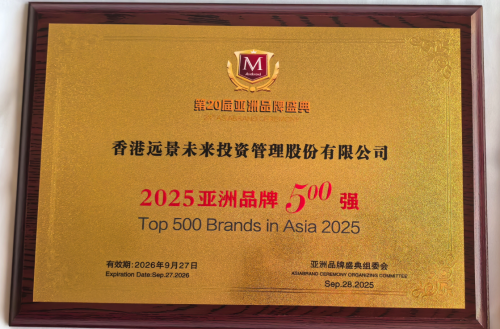 M
第20届亚洲品牌盛典
香港远景未来投资管理股份有限公司
2025亚洲品牌500强
Top 500 Brands in Asia 2025
有效期:2026年9月27日
Expiration Date:Sep.27.2026
亚洲品牌盛典组委会
ASIABRAND CEREMONY ORGANIZING COMMITTEE
Sep.28.2025